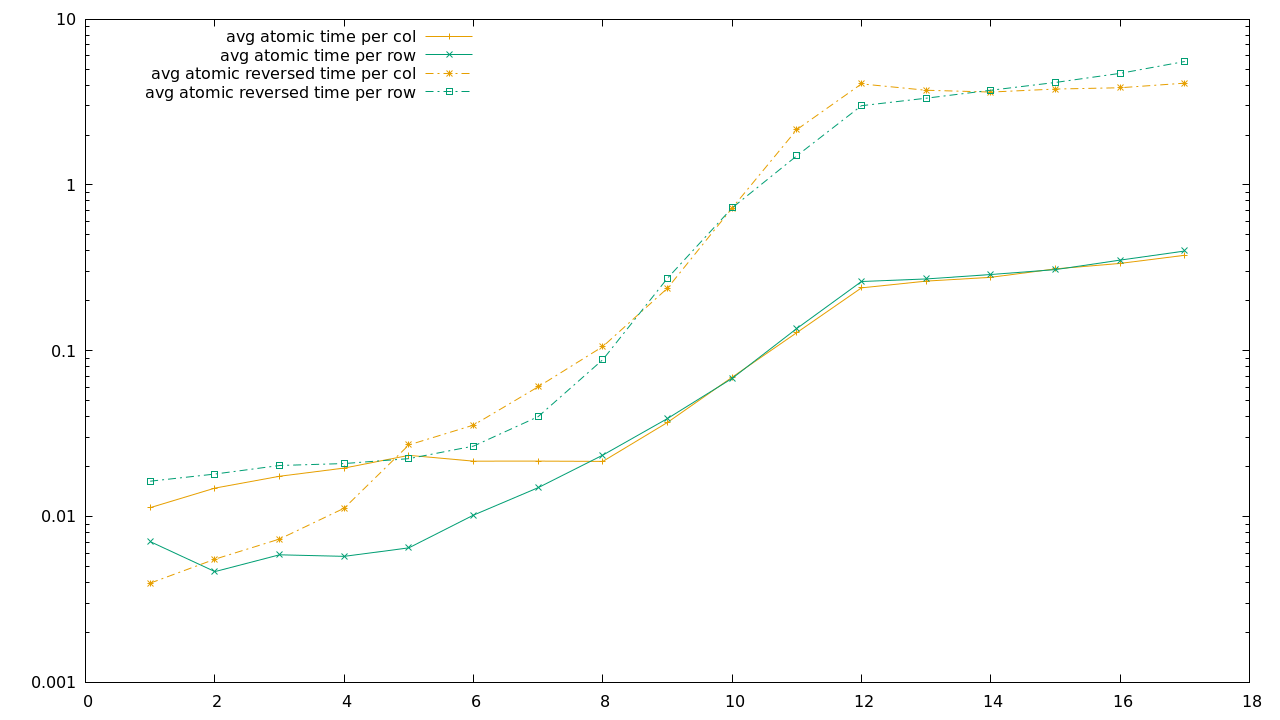 10
avg atomic time per col
avg atomic time per row
avg atomic reversed time per col
avg atomic reversed time per row
1
0.1
0.01
0.001
0 2 4 6 8 10 12 14 16 18